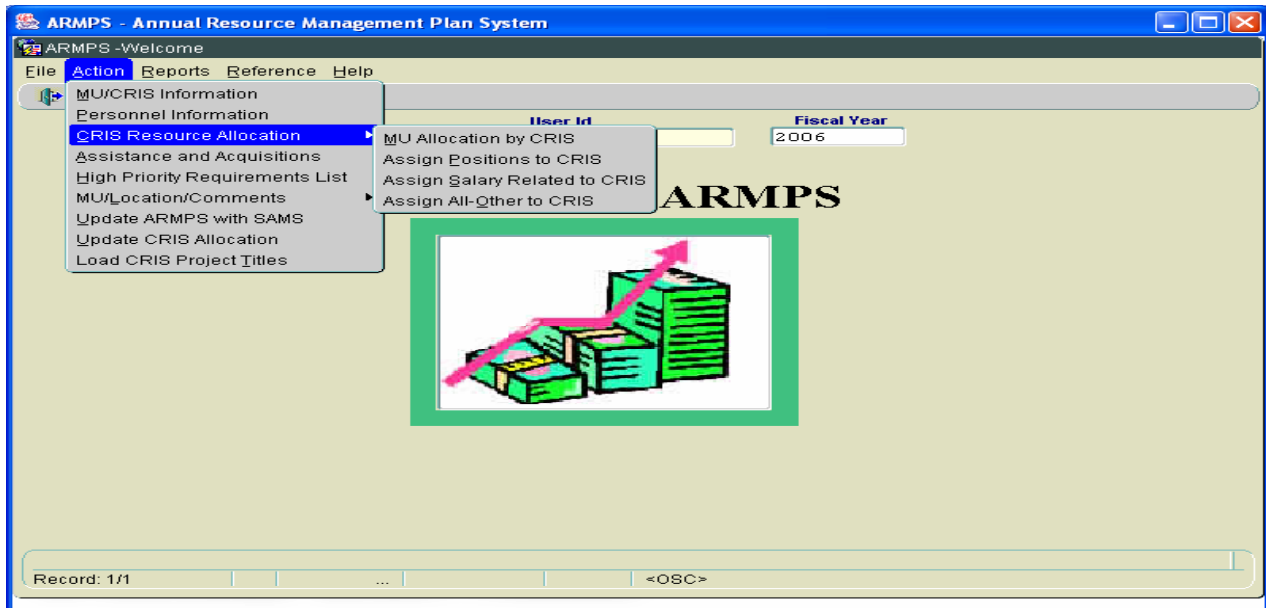 ARMPS - Annual Resource Management Plan System
ARMPS -Welcome
File Action Reports Reference Help
MU/CRIS Information
Personnel Information
CRIS Resource Allocation
Assistance and Acquisitions
High Priority Requirements List
MU/Location/Comments
Update ARMPS with SAMS
Update CRIS Allocation
Load CRIS Project Titles
MU Allocation by CRIS
Assign Positions to CRIS
Assign Salary Related to CRIS
Assign All-Other to CRIS
User Id
Fiscal Year
2006
ARMPS
Record: 1/1 ... <OSC>